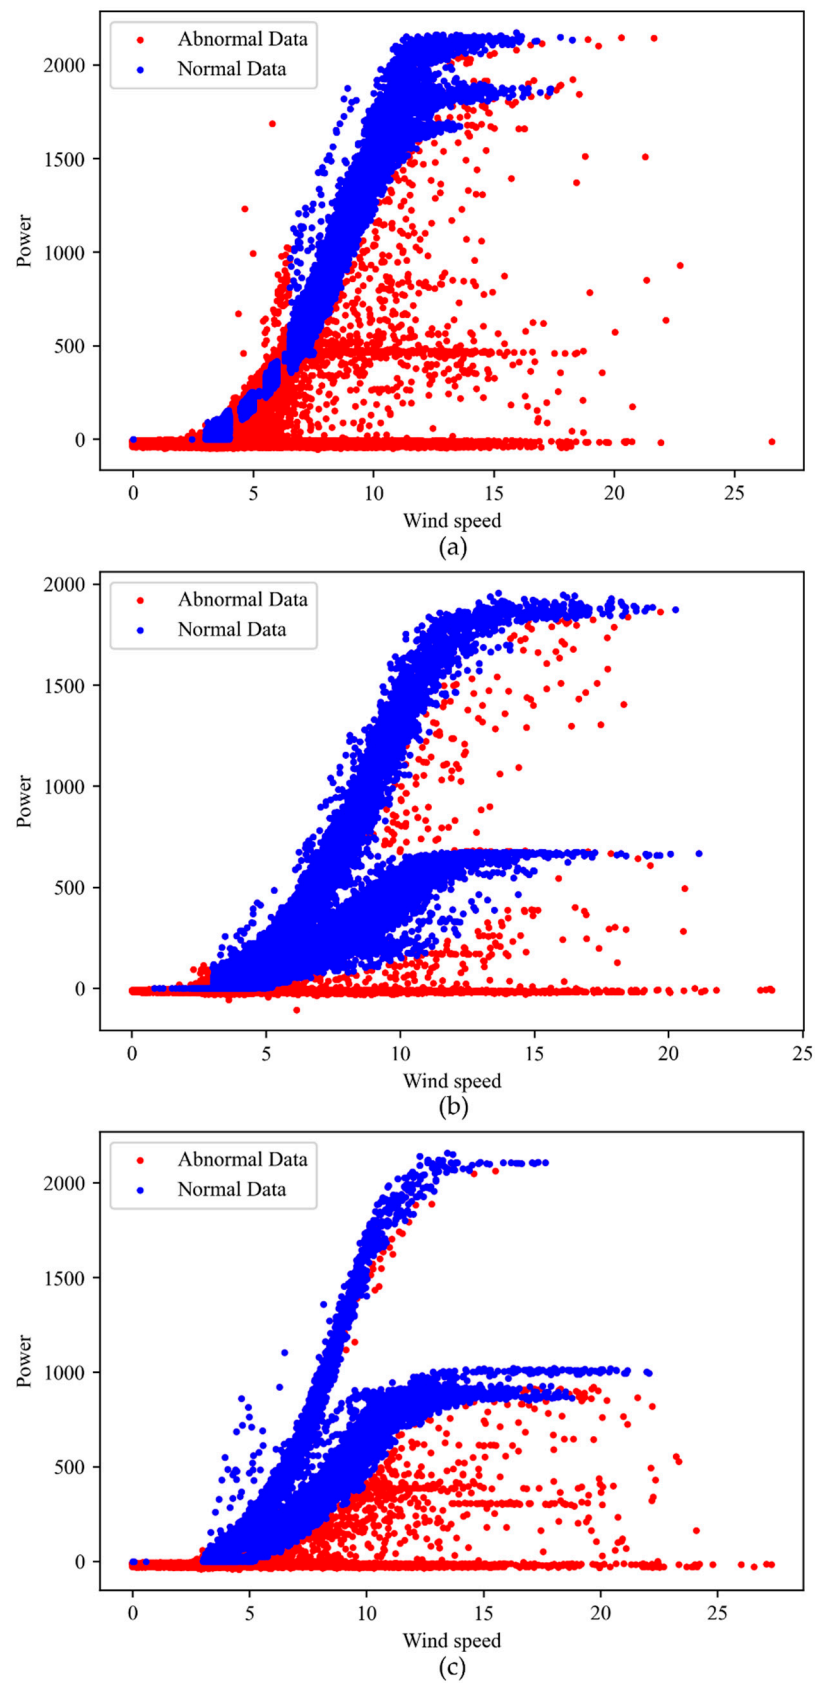 Abnormal Data
Normal Data
2000
1500
1000
500
0
Power
0 5 10 15 20 25
Wind speed
(a)
2000
Abnormal Data
Normal Data
1500
1000
500
0
Power
0 5 10 15 20 25
Wind speed
(b)
Abnormal Data
Normal Data
2000
1500
1000
500
0
Power
0 5 10 15 20 25
Wind speed
(c)